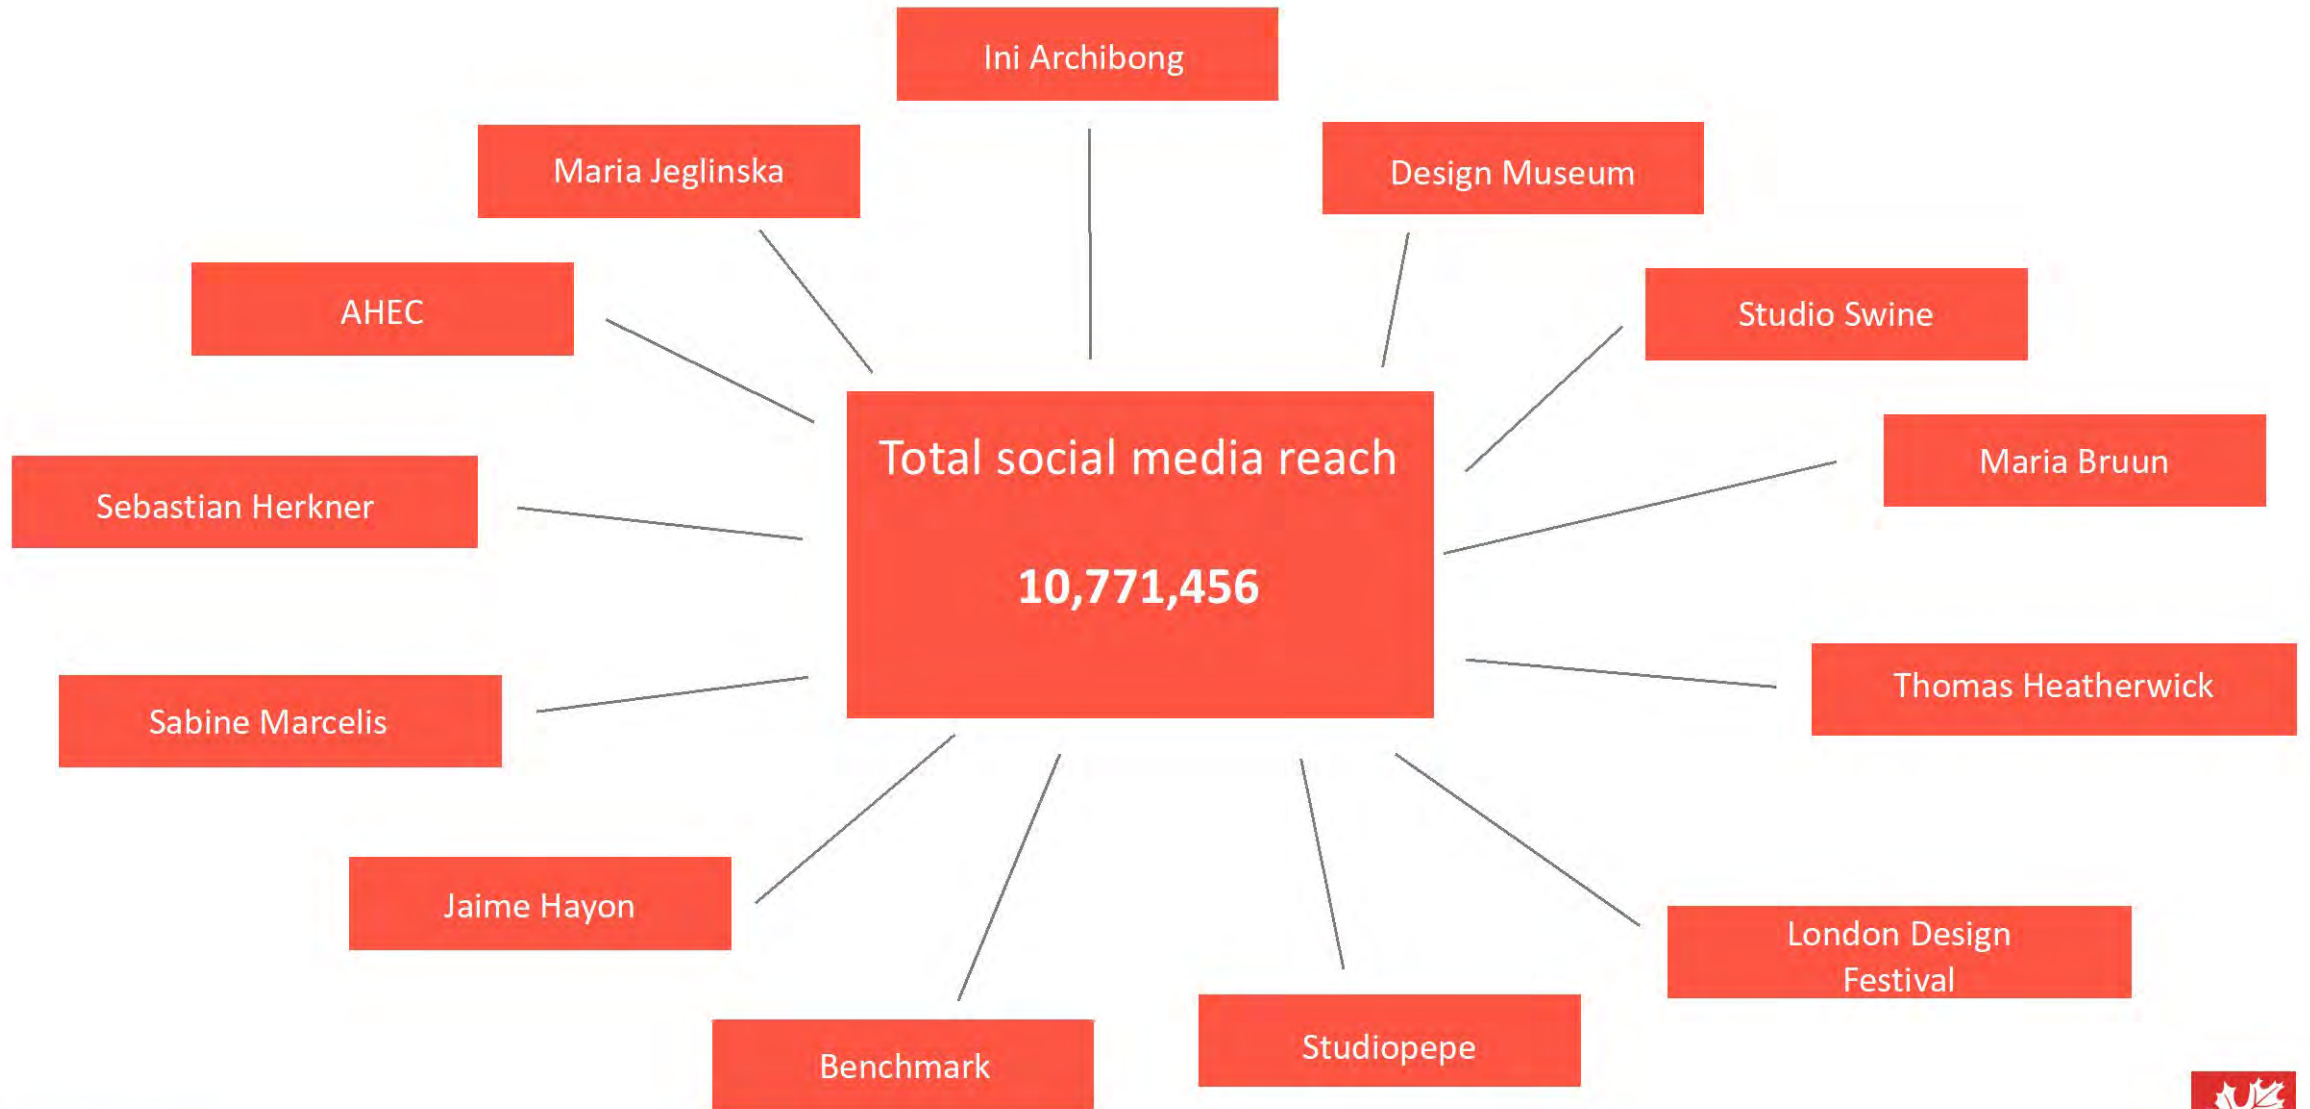 Ini Archibong
Maria Jeglinska
Design Museum
AHEC
Studio Swine
Total social media reach
Maria Bruun
Sebastian Herkner
10,771,456
Thomas Heatherwick
Sabine Marcelis
Jaime Hayon
London Design
Festival
Benchmark
Studiopepe